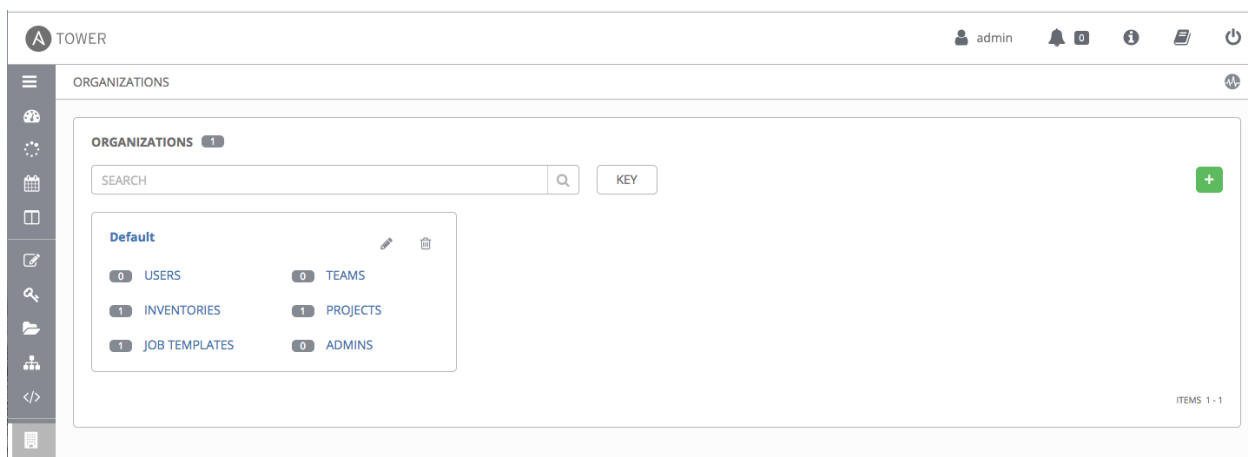 A TOWER admin 0
ORGANIZATIONS
ORGANIZATIONS 1
SEARCH KEY +
Default
0 USERS 0 TEAMS
1 INVENTORIES 1 PROJECTS
1 JOB TEMPLATES 0 ADMINS
ITEMS 1 - 1